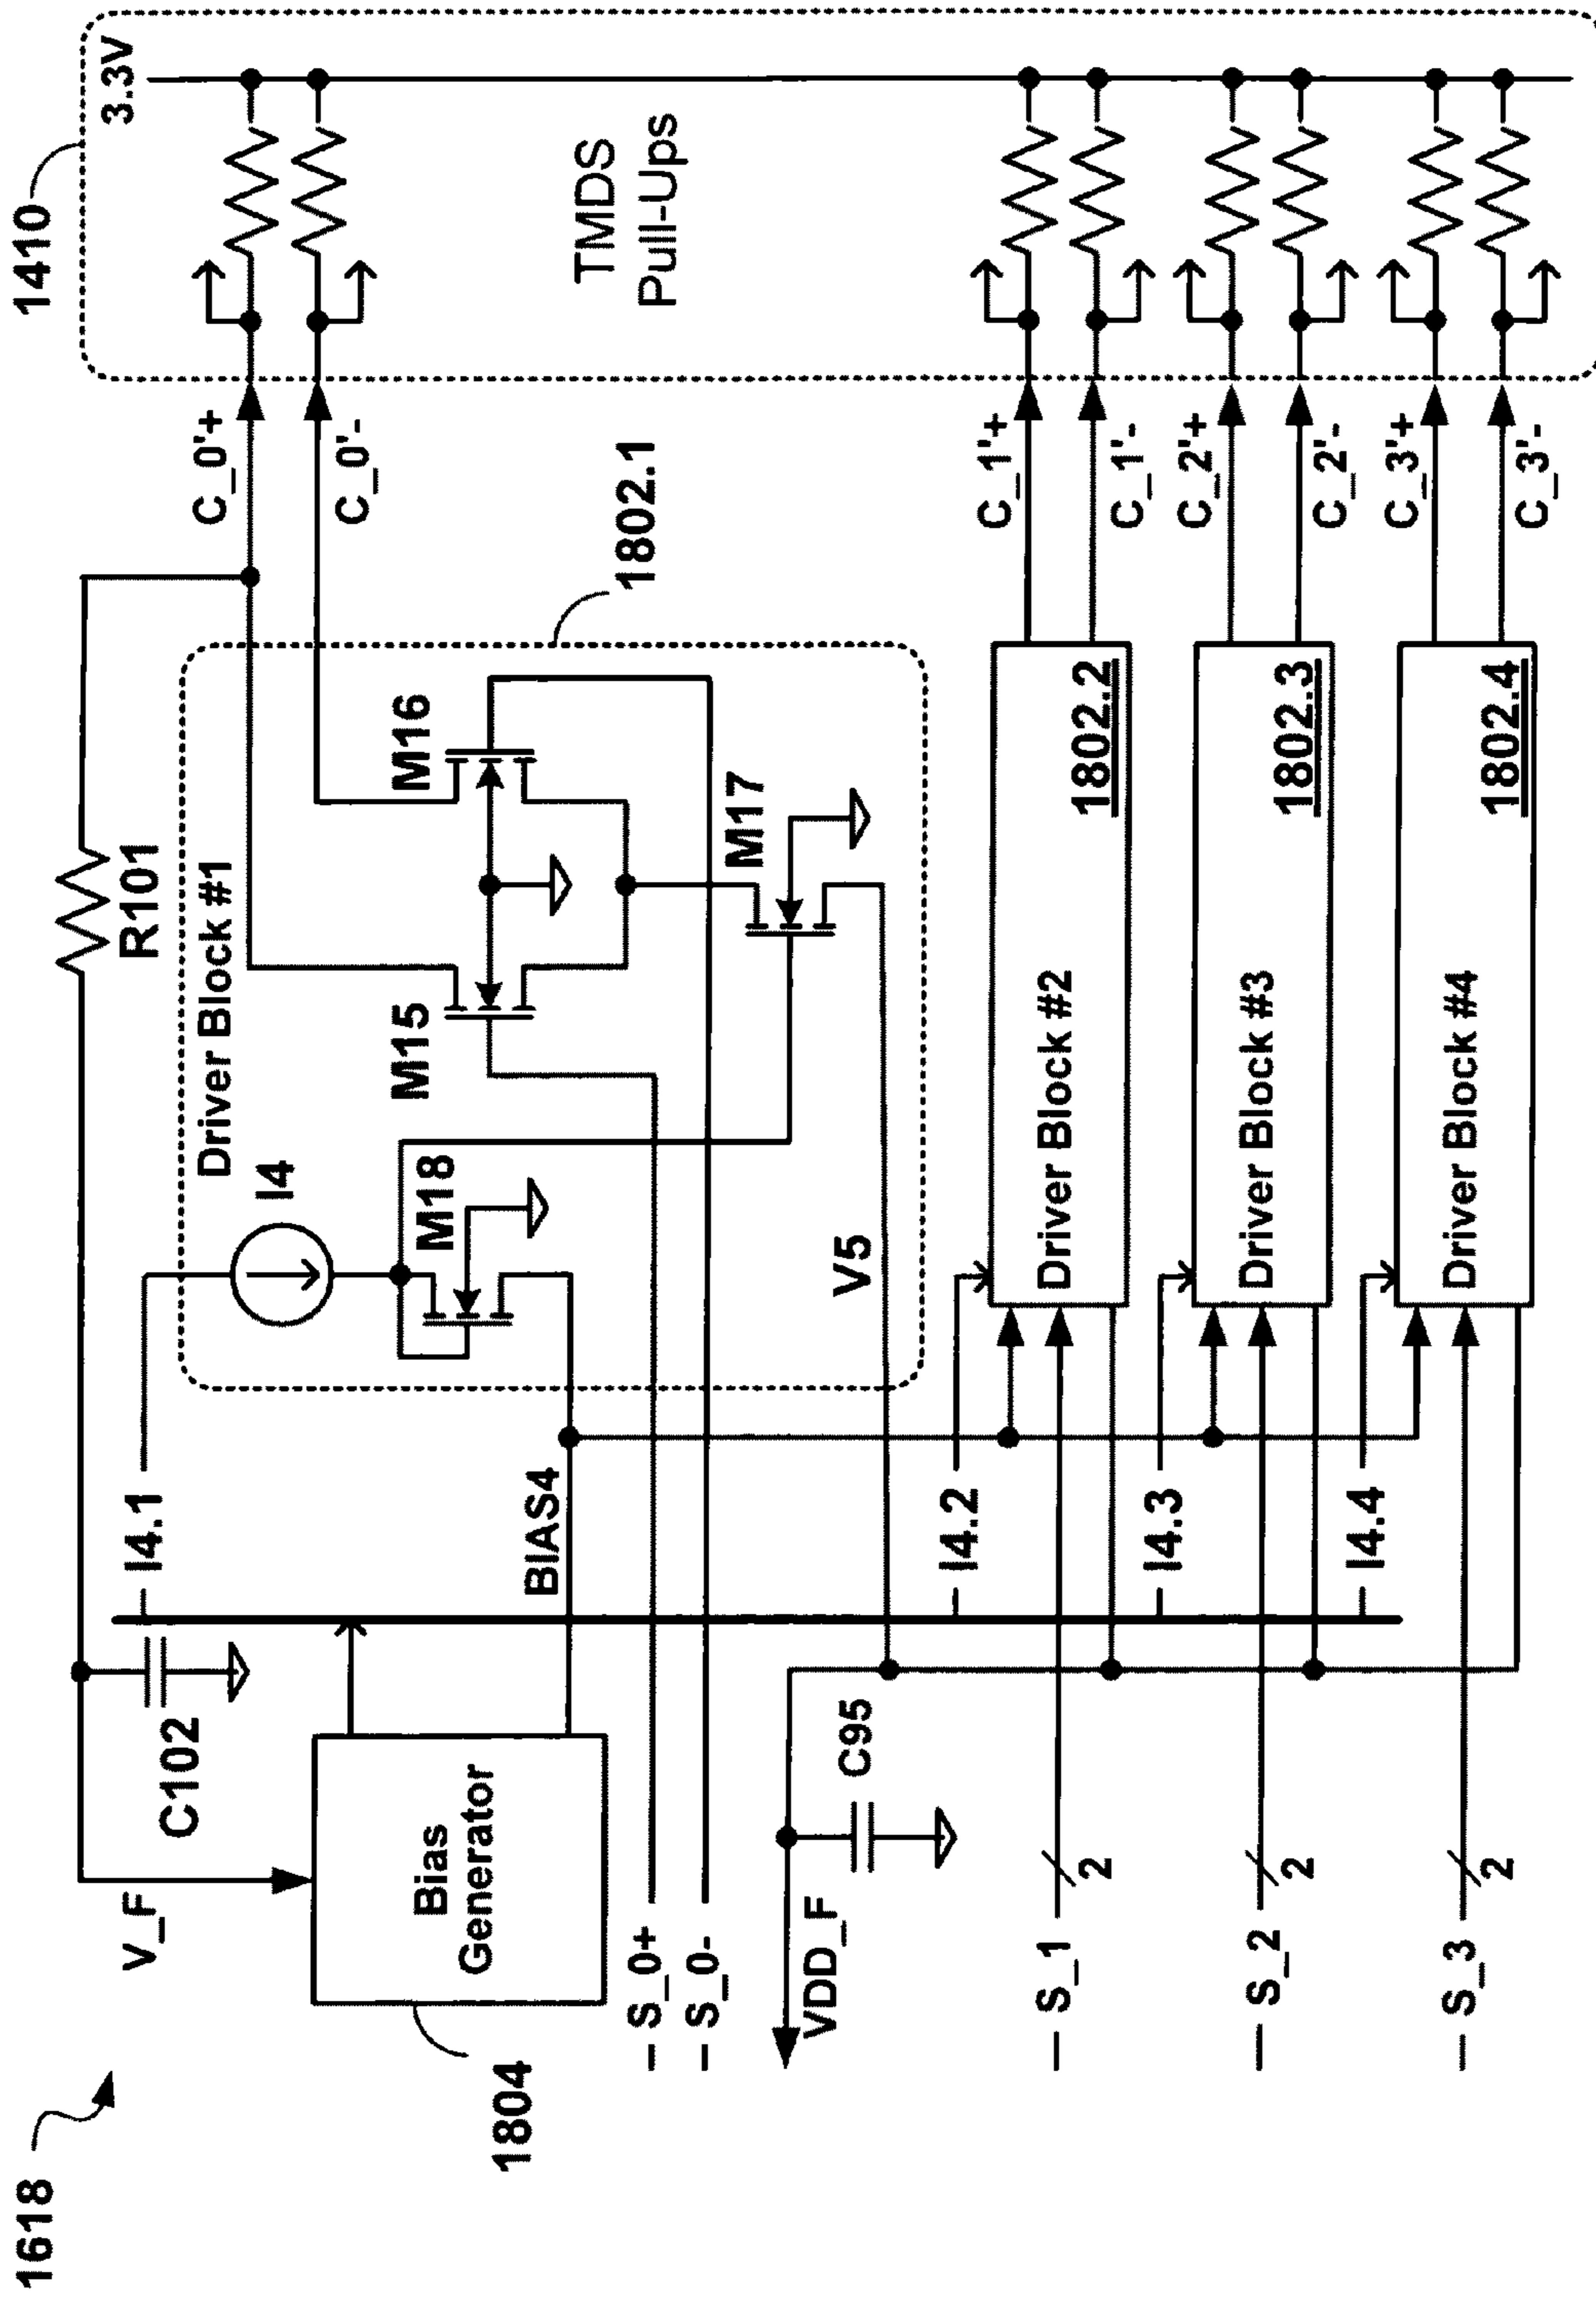 1618
1410
3.3V
TMDS
Pull-Ups
C_0'+
C_0'-
R101
1802.1
Driver Block #1
I4
M15
M16
M17
M18
V5
I4.1
C102
V_F
Bias
Generator
1804
BIAS4
– S_0+
– S_0-
VDD_F
C95
I4.2
Driver Block #2
1802.2
C_1'+
C_1'-
— S_1
2
I4.3
Driver Block #3
1802.3
C_2'+
C_2'-
— S_2
2
I4.4
Driver Block #4
1802.4
C_3'+
C_3'-
— S_3
2